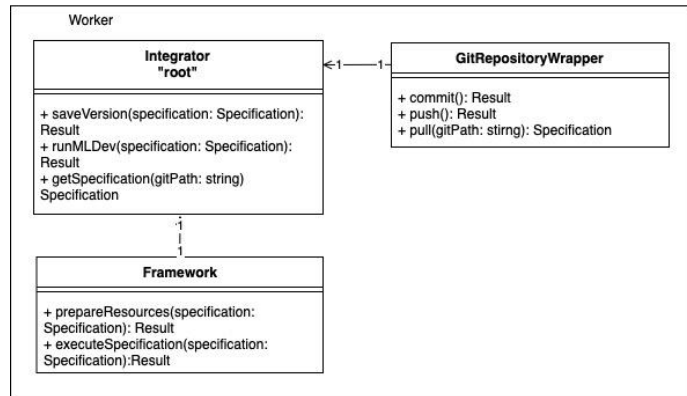 Worker
Integrator
"root"
+ saveVersion(specification: Specification):
Result
+ runMLDev(specification: Specification):
Result
+ getSpecification(gitPath: string)
Specification
1
1
GitRepositoryWrapper
+ commit(): Result
+ push(): Result
+ pull(gitPath: stirng): Specification
1
1
Framework
+ prepareResources(specification:
Specification): Result
+ executeSpecification(specification:
Specification):Result